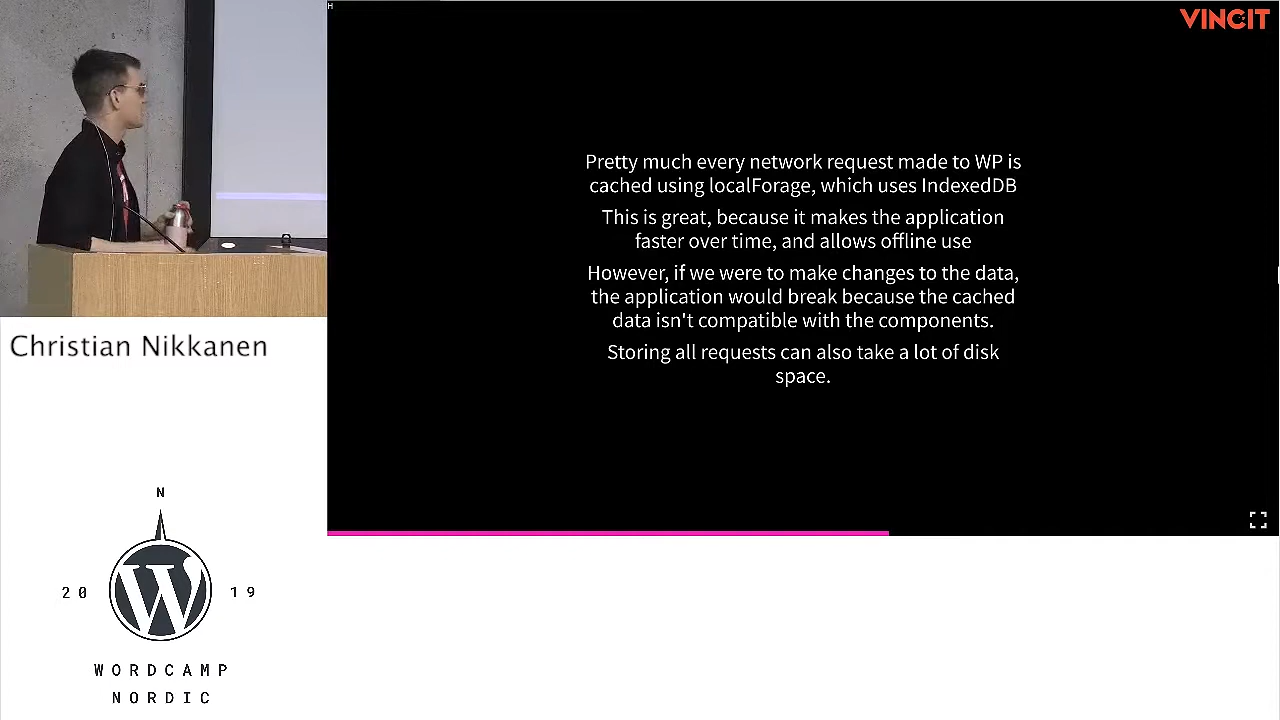 H
VINCIT
Pretty much every network request made to WP is
cached using localForage, which uses IndexedDB
This is great, because it makes the application
faster over time, and allows offline use
However, if we were to make changes to the data,
the application would break because the cached
data isn't compatible with the components.
Storing all requests can also take a lot of disk
space.
Christian Nikkanen
N
20 19
WORDCAMP
NORDIC